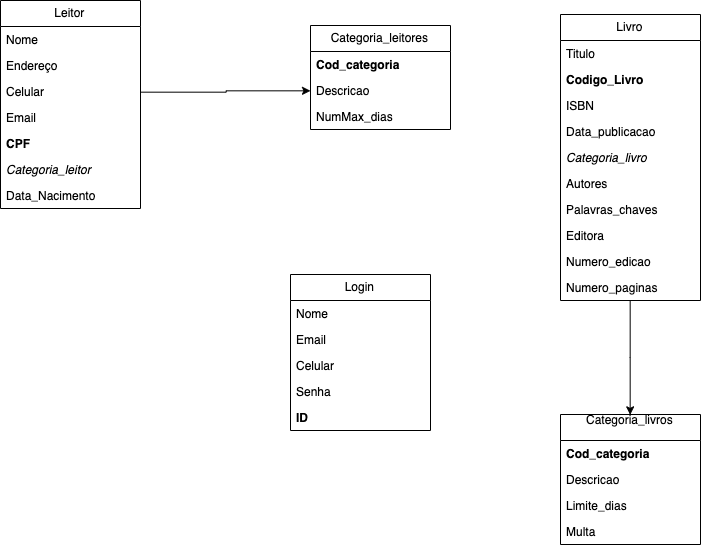 Leitor
Nome
Endereço
Celular
Email
CPF
Categoria_leitor
Data_Nacimento
Categoria_leitores
Cod_categoria
Descricao
NumMax_dias
Livro
Titulo
Codigo_Livro
ISBN
Data_publicacao
Categoria_livro
Autores
Palavras_chaves
Editora
Numero_edicao
Numero_paginas
Login
Nome
Email
Celular
Senha
ID
Categoria_livros
Cod_categoria
Descricao
Limite_dias
Multa